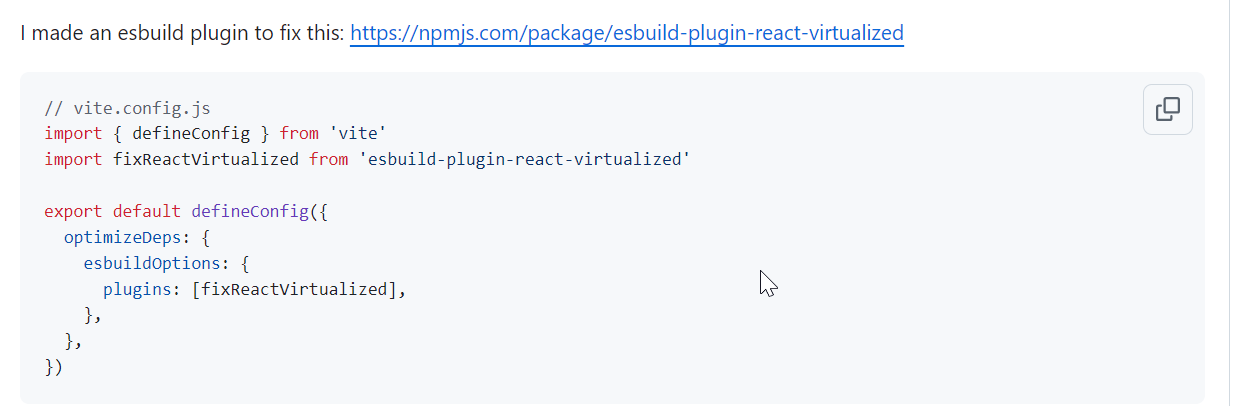 I made an esbuild plugin to fix this: https://npmjs.com/package/esbuild-plugin-react-virtualized
// vite.config.js
import { defineConfig } from 'vite'
import fixReactVirtualized from 'esbuild-plugin-react-virtualized'

export default defineConfig({
  optimizeDeps: {
    esbuildOptions: {
      plugins: [fixReactVirtualized],
    },
  },
})